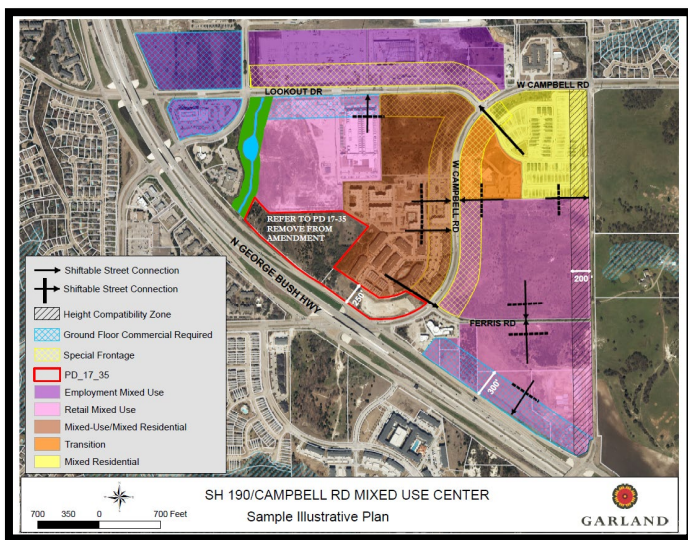 W CAMPBELL RD
LOOKOUT DR
W CAMPBELL RD
REFER TO PD 17-35
REMOVE FROM
AMENDMENT
N GEORGE BUSH HWY
250'
200 '
FERRIS RD
300'
Shiftable Street Connection
Shiftable Street Connection
Height Compatibility Zone
Ground Floor Commercial Required
Special Frontage
PD_17_35
Employment Mixed Use
Retail Mixed Use
Mixed-Use/Mixed Residential
Transition
Mixed Residential
SH 190/CAMPBELL RD MIXED USE CENTER
Sample Illustrative Plan
700 350 0 700 Feet
GARLAND